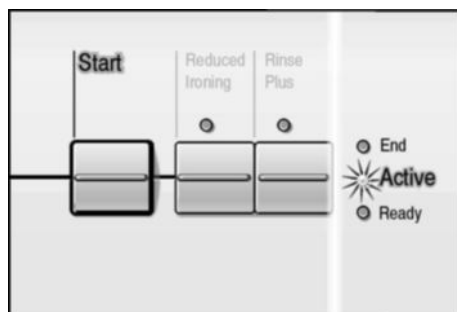 Start
Reduced
Ironing
Rinse
Plus
End
Active
Ready